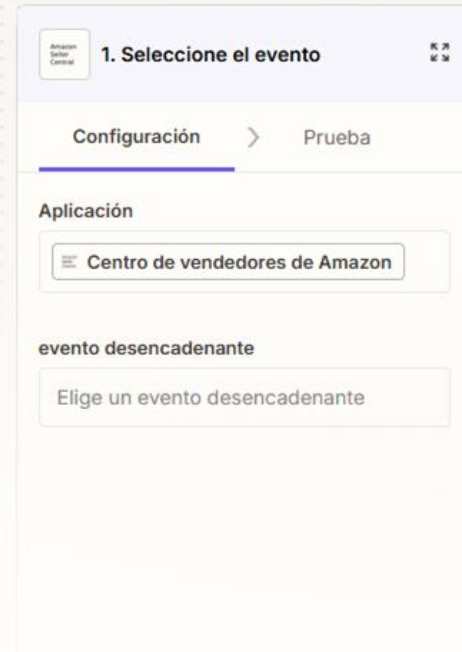 Amazon
Seller
Central
1. Seleccione el evento
Configuración
Prueba
Aplicación
Centro de vendedores de Amazon
evento desencadenante
Elige un evento desencadenante